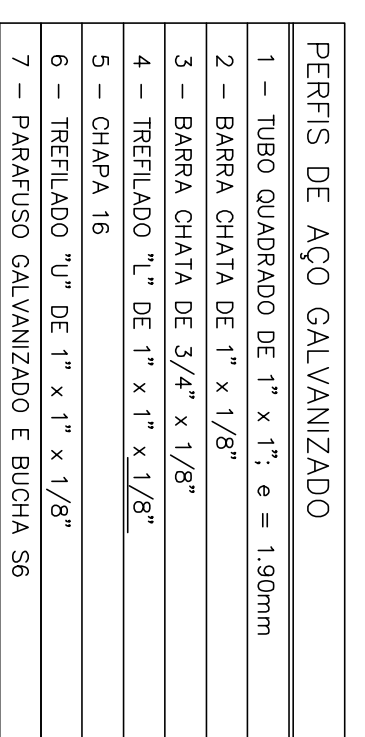 PERFIS DE AÇO GALVANIZADO
1 – TUBO QUADRADO DE 1" x 1"; e = 1.90mm
2 – BARRA CHATA DE 1" x 1/8"
3 – BARRA CHATA DE 3/4" x 1/8"
4 – TREFILADO "L" DE 1" x 1" x 1/8"
5 – CHAPA 16
6 – TREFILADO "U" DE 1" x 1" x 1/8"
7 – PARAFUSO GALVANIZADO E BUCHA S6